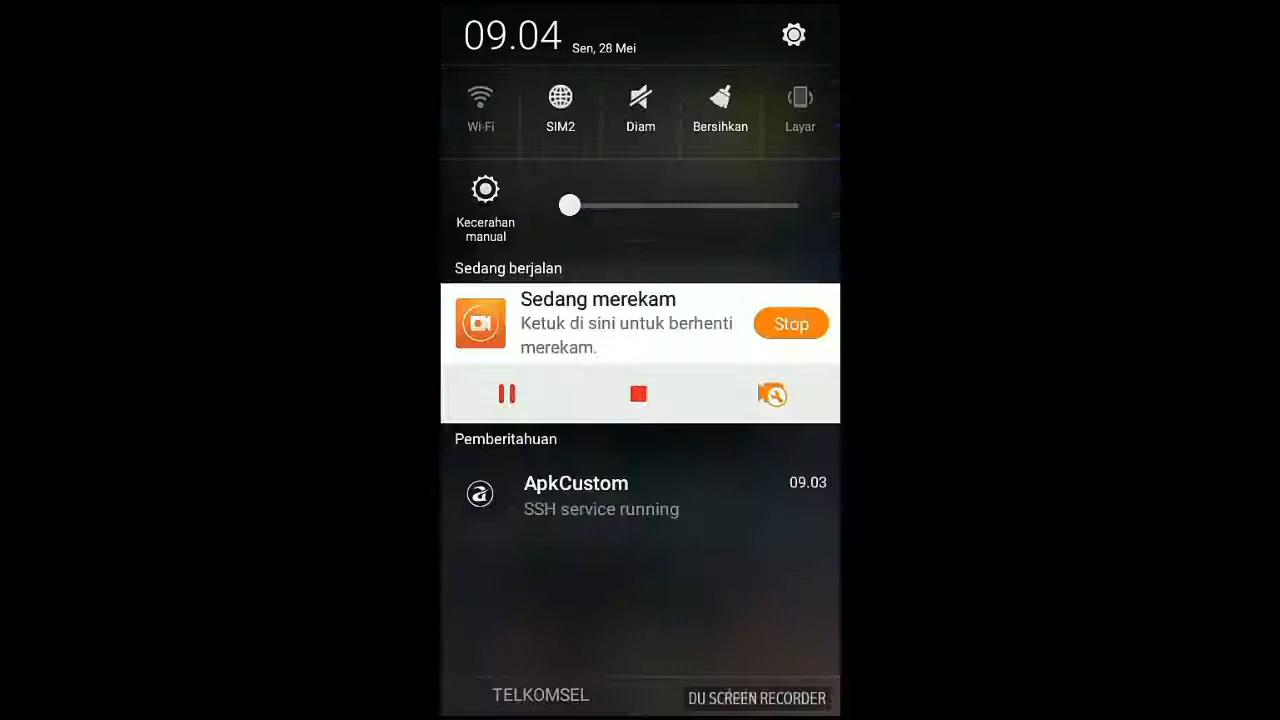 09.04 Sen, 28 Mei
Wi-Fi SIM2 Diam Bersihkan Layar
Kecerahan
manual
Sedang berjalan
Sedang merekam
Ketuk di sini untuk berhenti
merekam.
Stop
Pemberitahuan
ApkCustom 09.03
SSH service running
TELKOMSEL
DU SCREEN RECORDER